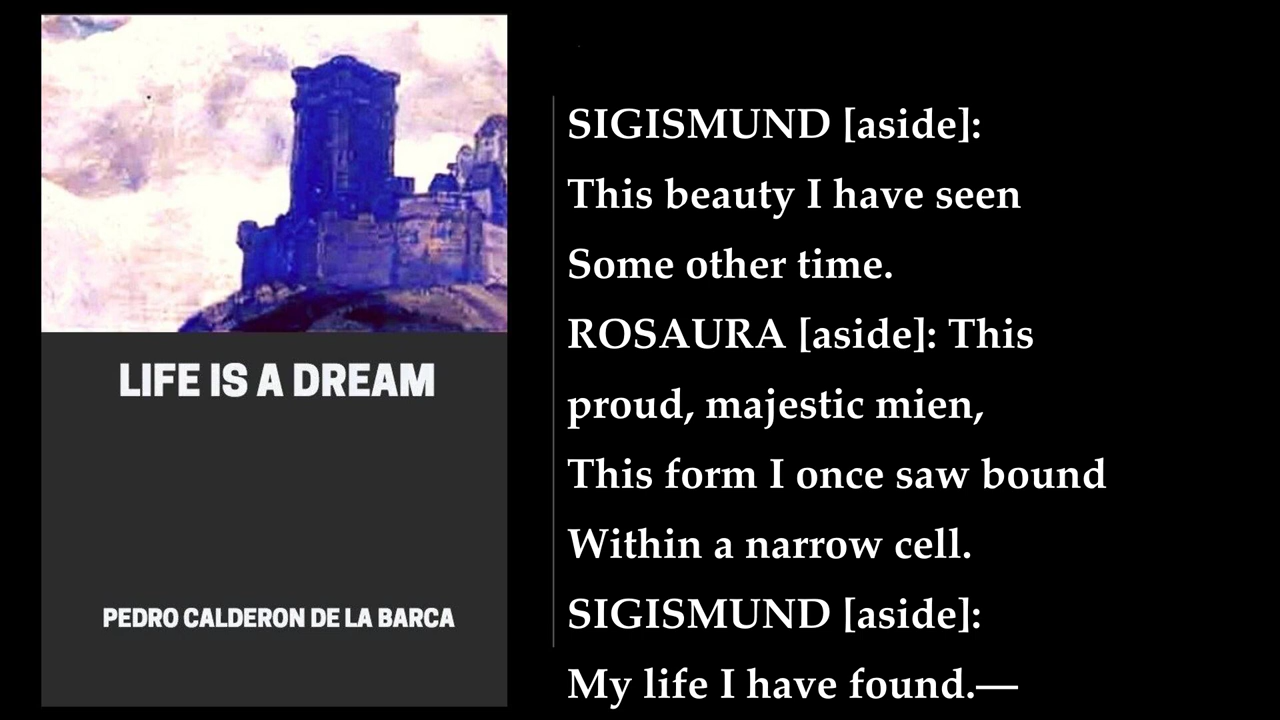 LIFE IS A DREAM
PEDRO CALDERON DE LA BARCA
SIGISMUND [aside]:
This beauty I have seen
Some other time.
ROSAURA [aside]: This
proud, majestic mien,
This form I once saw bound
Within a narrow cell.
SIGISMUND [aside]:
My life I have found.—